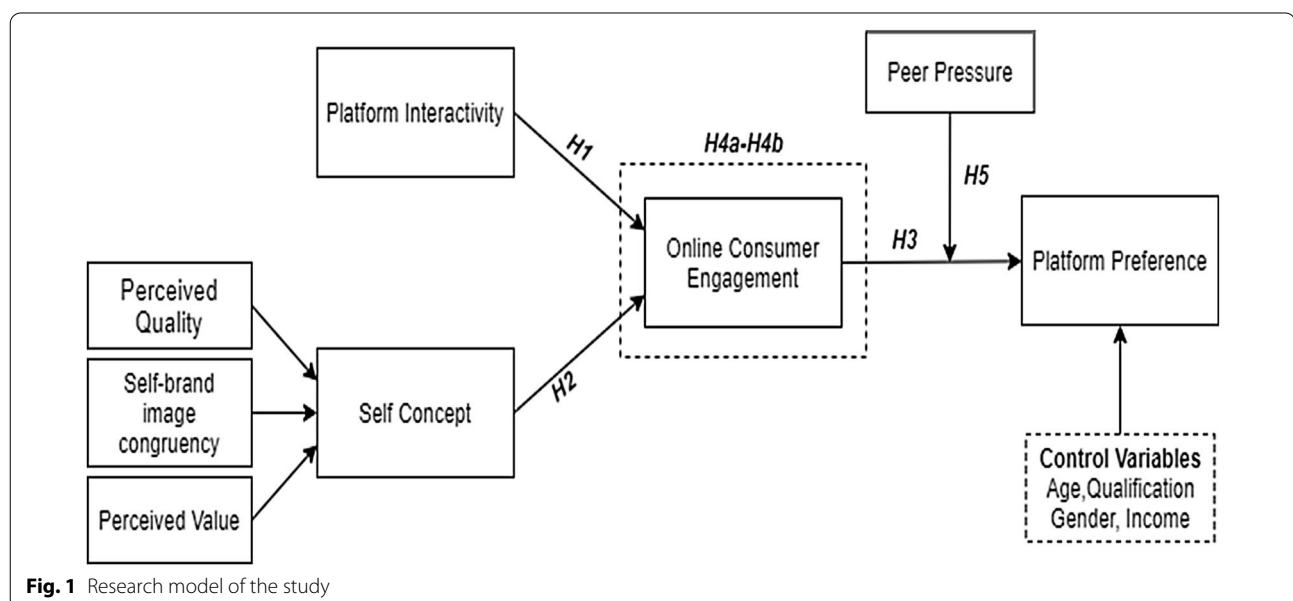 Platform Interactivity
H1
Peer Pressure
H4a-H4b
H5
Online Consumer
Engagement
H3
Platform Preference
Perceived
Quality
Self-brand
image
congruency
Perceived Value
Self Concept
H2
Control Variables
Age,Qualification
Gender, Income
Fig. 1 Research model of the study